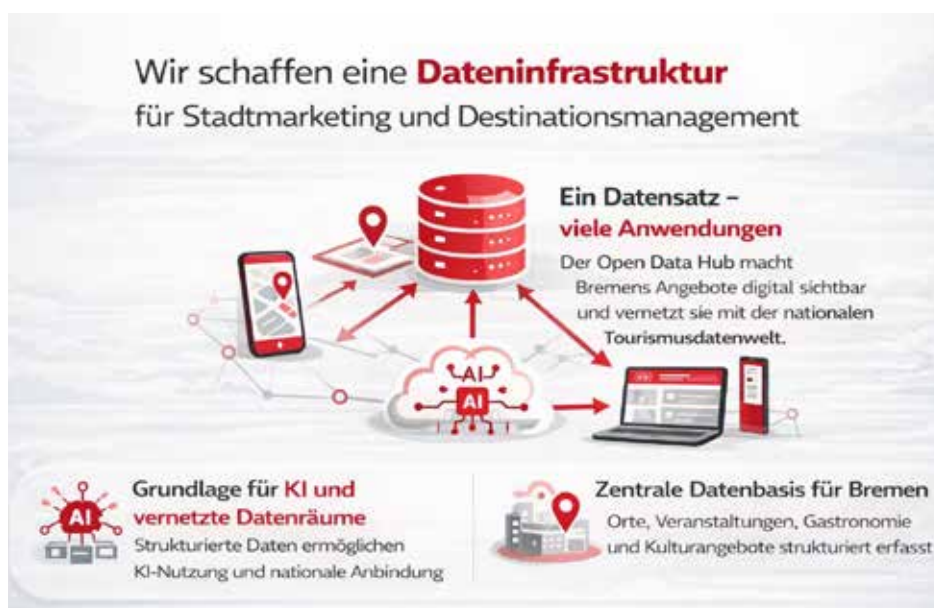 Wir schaffen eine Dateninfrastruktur
für Stadtmarketing und Destinationsmanagement
Ein Datensatz –
viele Anwendungen
Der Open Data Hub macht
Bremens Angebote digital sichtbar
und vernetzt sie mit der nationalen
Tourismusdatenwelt.
AI
AI
AI
Grundlage für KI und
vernetzte Datenräume
Strukturierte Daten ermöglichen
KI-Nutzung und nationale Anbindung
Zentrale Datenbasis für Bremen
Orte, Veranstaltungen, Gastronomie
und Kulturangebote strukturiert erfasst